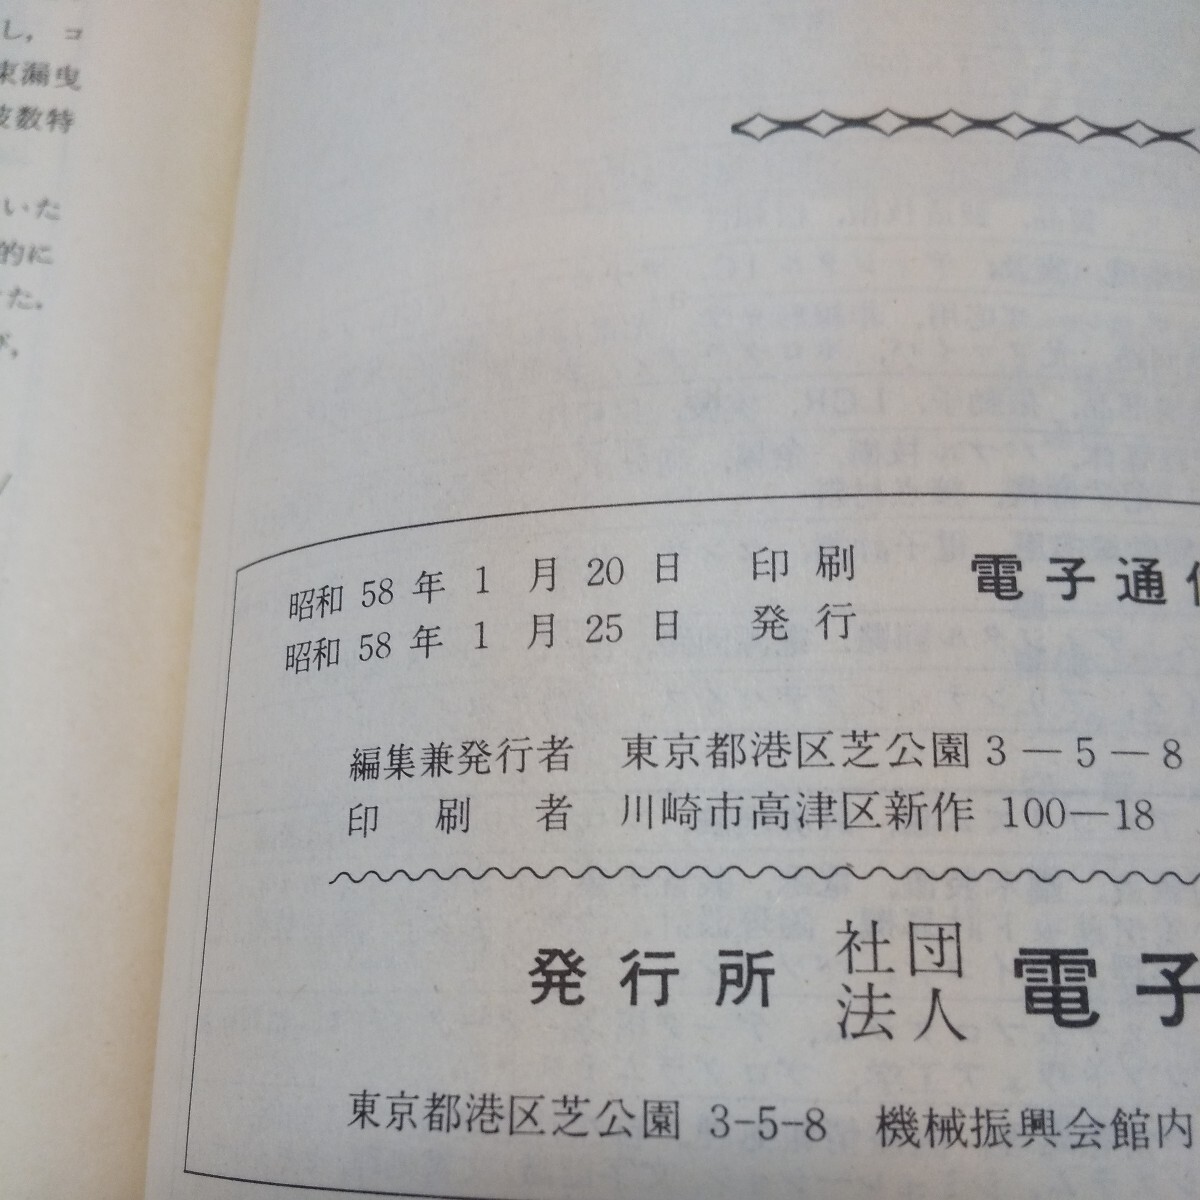 し，コ
東漏曳
波数特
いた
的に
た．
昭和 58 年 1 月 20 日 印刷
昭和 58 年 1 月 25 日 発行
電子通信
編集兼発行者 東京都港区芝公園 3－5－8
印刷者 川崎市高津区新作 100－18
発行所 社団法人 電子
東京都港区芝公園 3-5-8 機械振興会館内